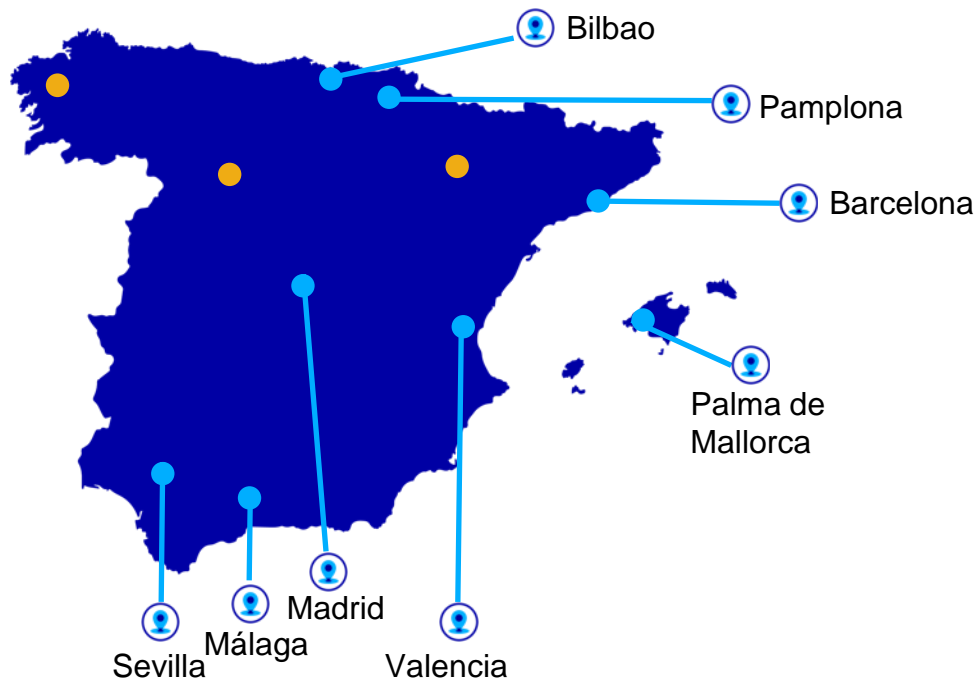 Bilbao
Pamplona
Barcelona
Palma de
Mallorca
Madrid
Málaga
Sevilla
Valencia